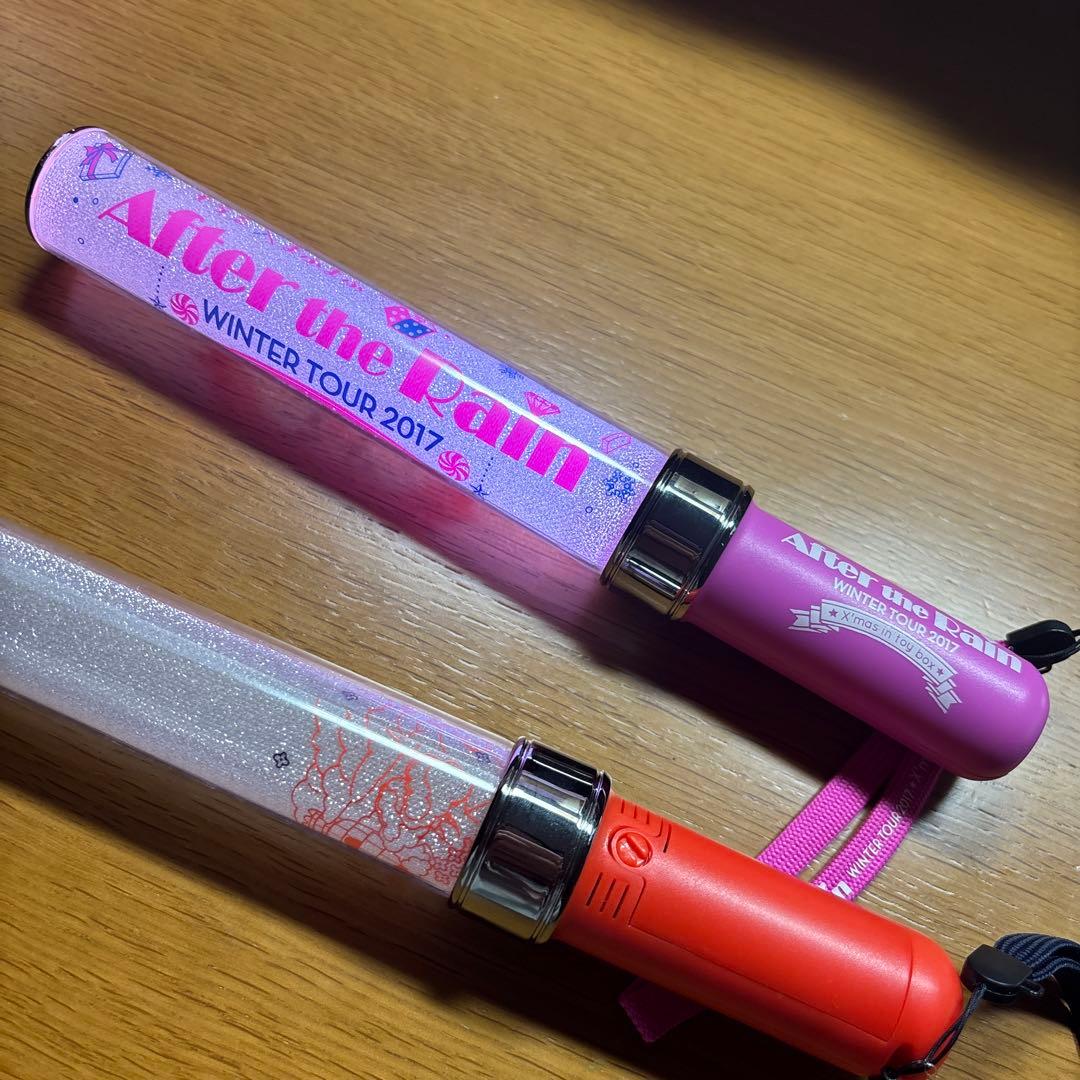 After the Rain
WINTER TOUR 2017
After the Rain
WINTER TOUR 2017
★ X'mas in toy box ★
WINTER TOUR 2017 ★ X'm